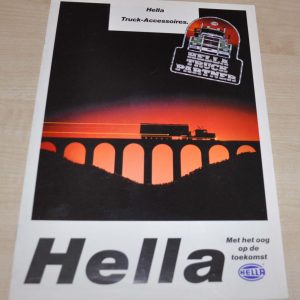 Hella
Truck-Accessoires.
HELLA
TRUCK
PARTNER
Hella
Met het oog
op de
toekomst
HELLA